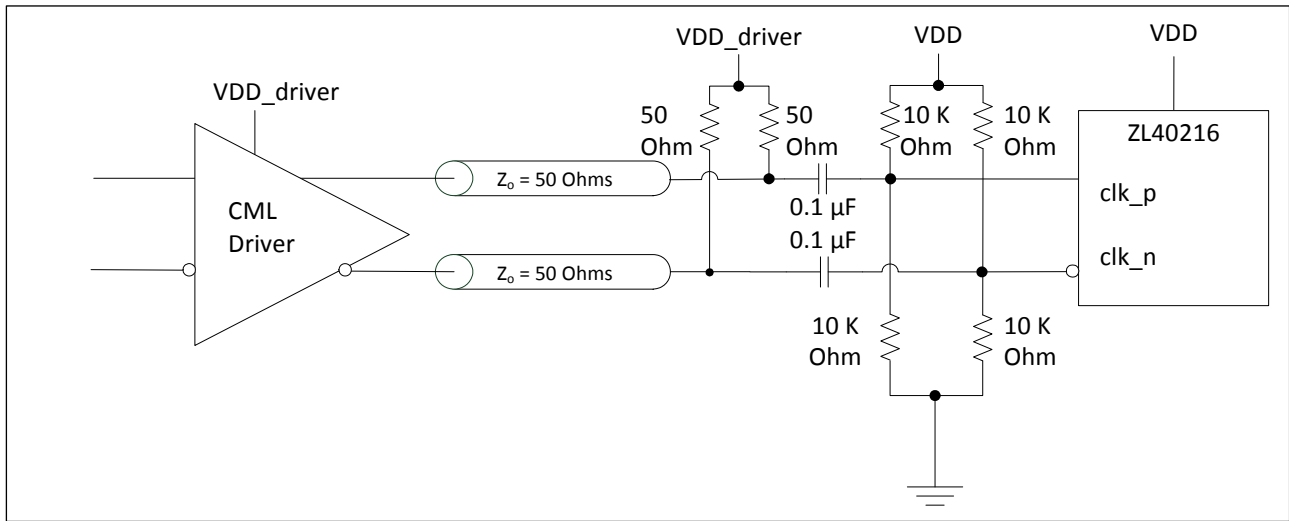 VDD_driver
VDD
VDD
VDD_driver
50
Ohm
50
Ohm
10 K
Ohm
10 K
Ohm
ZL40216
Zₒ = 50 Ohms
clk_p
CML
Driver
0.1 µF
0.1 µF
Zₒ = 50 Ohms
clk_n
10 K
Ohm
10 K
Ohm